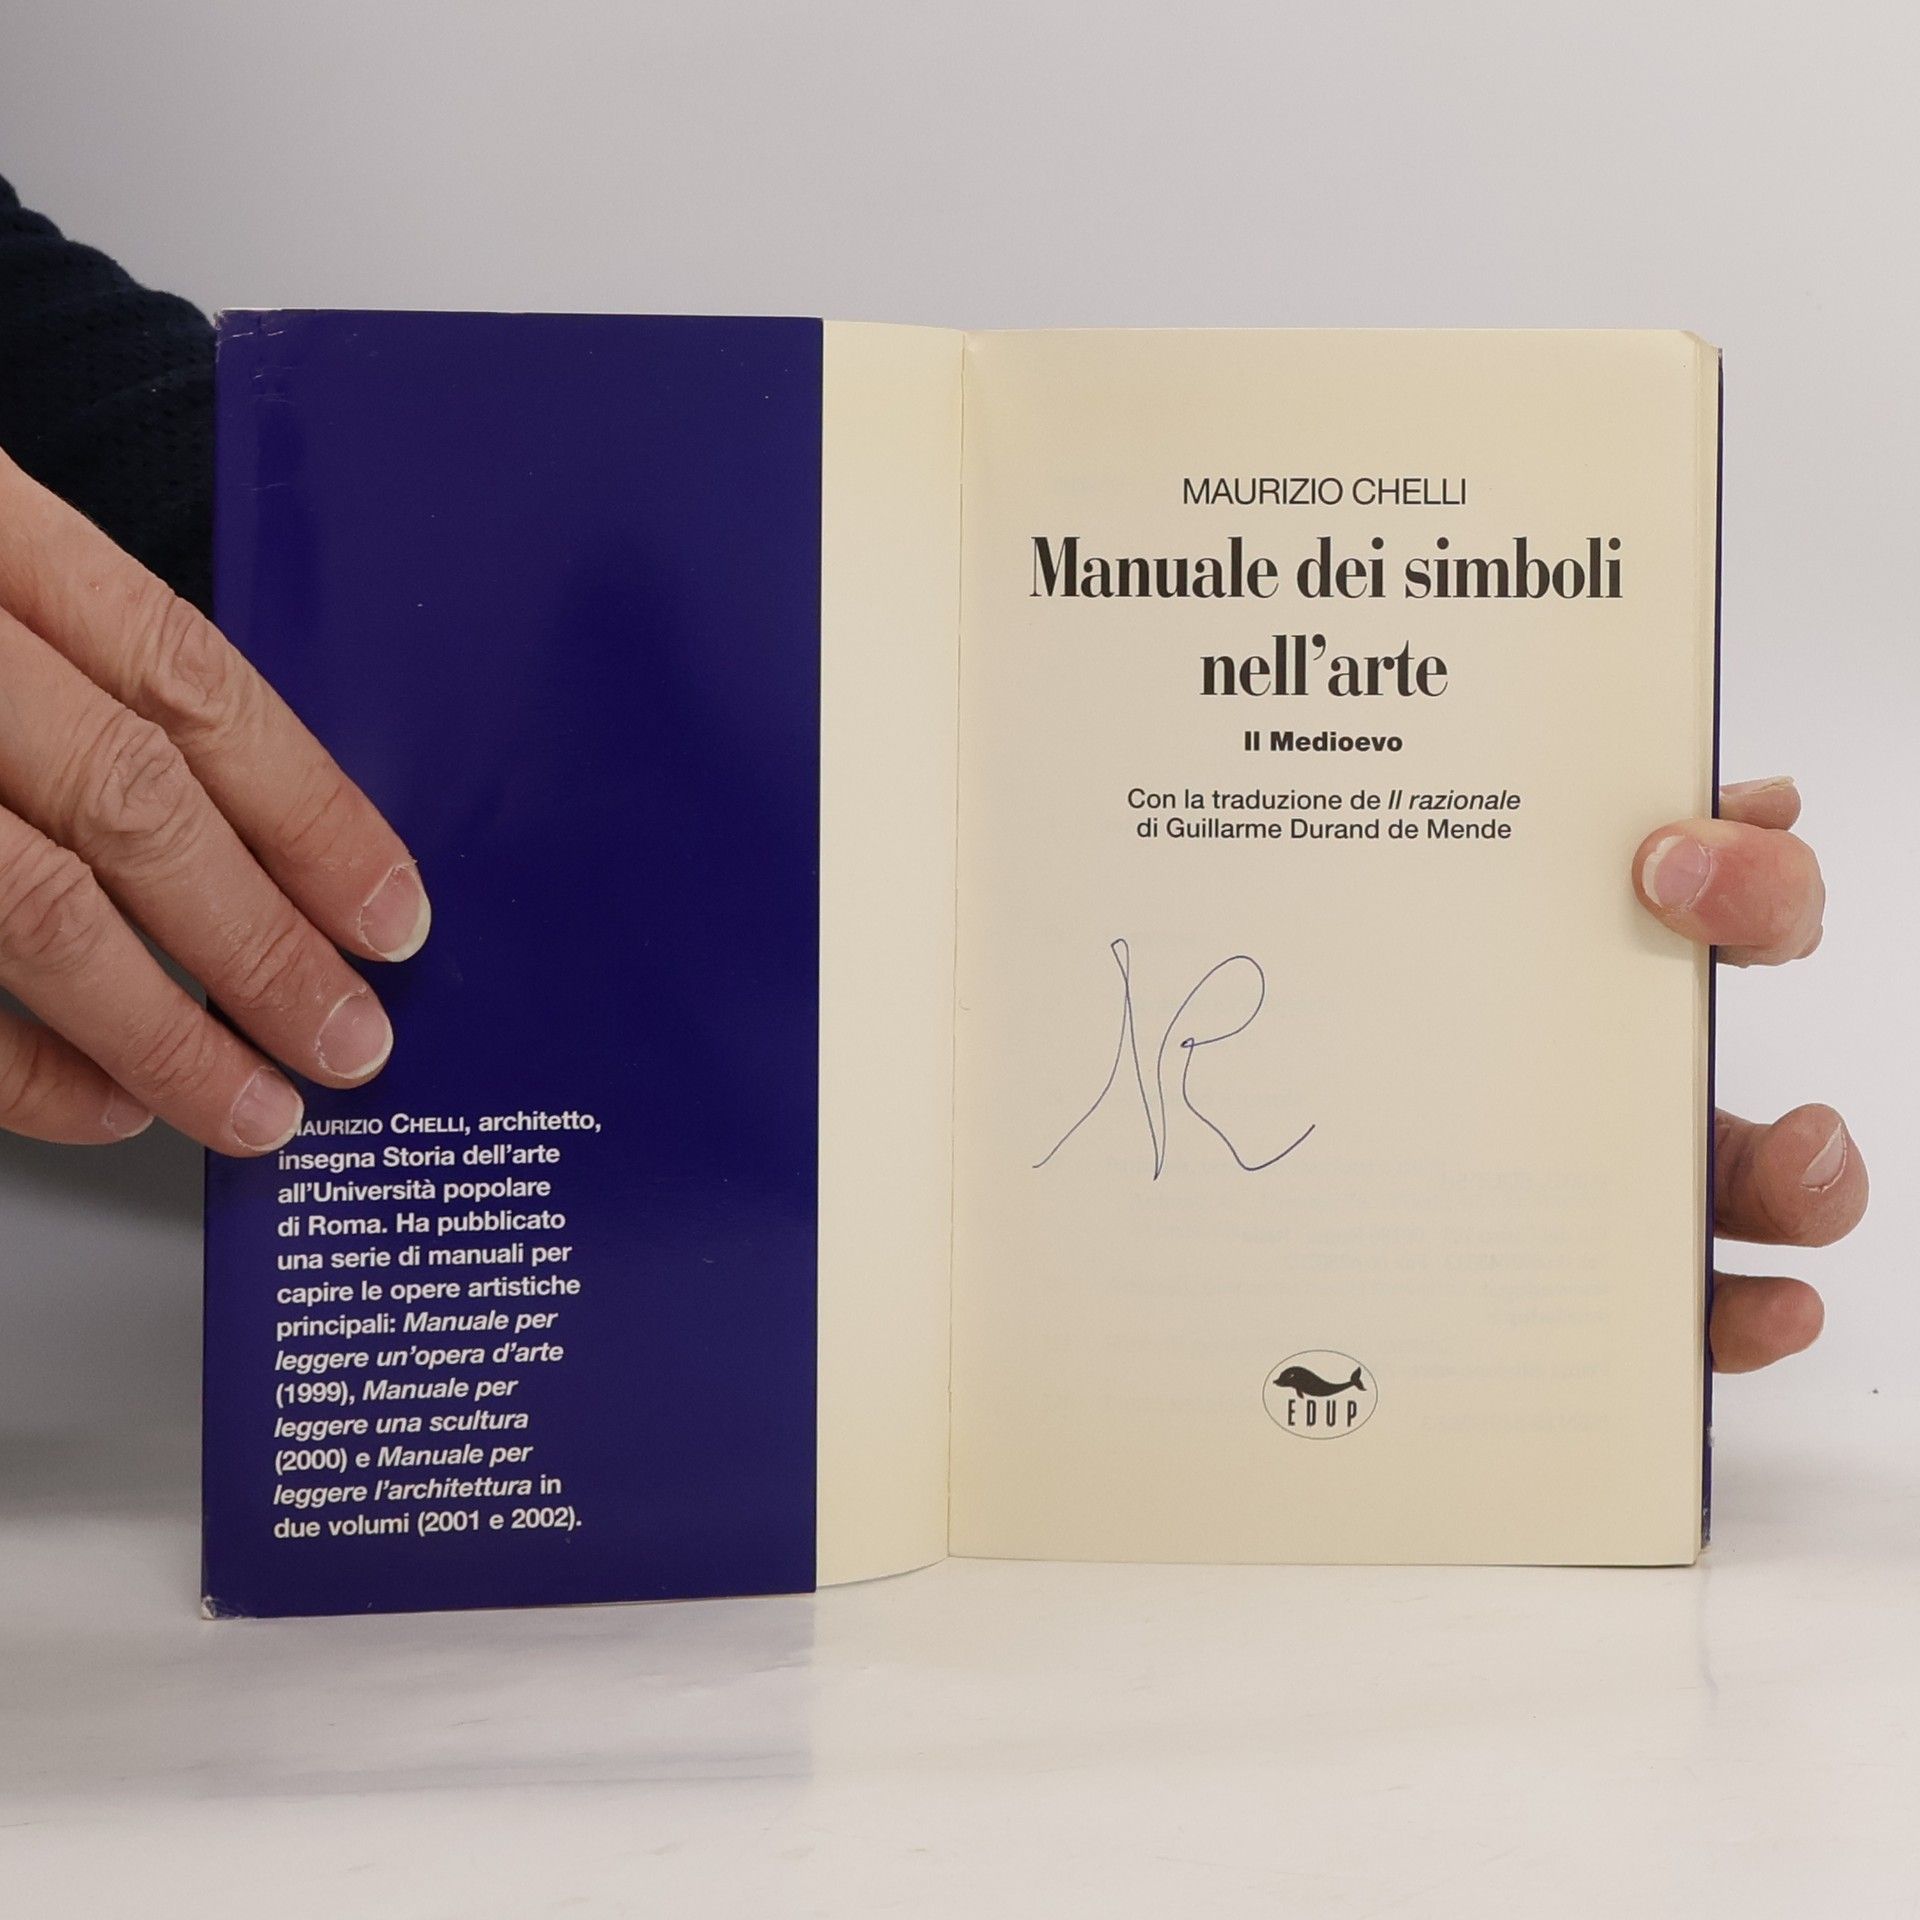 MAURIZIO CHELLI, architetto,
insegna Storia dell'arte
all'Università popolare
di Roma. Ha pubblicato
una serie di manuali per
capire le opere artistiche
principali: Manuale per
leggere un'opera d'arte
(1999), Manuale per
leggere una scultura
(2000) e Manuale per
leggere l'architettura in
due volumi (2001 e 2002).
MAURIZIO CHELLI
Manuale dei simboli
nell'arte
Il Medioevo
Con la traduzione de Il razionale
di Guillarme Durand de Mende
EDUP